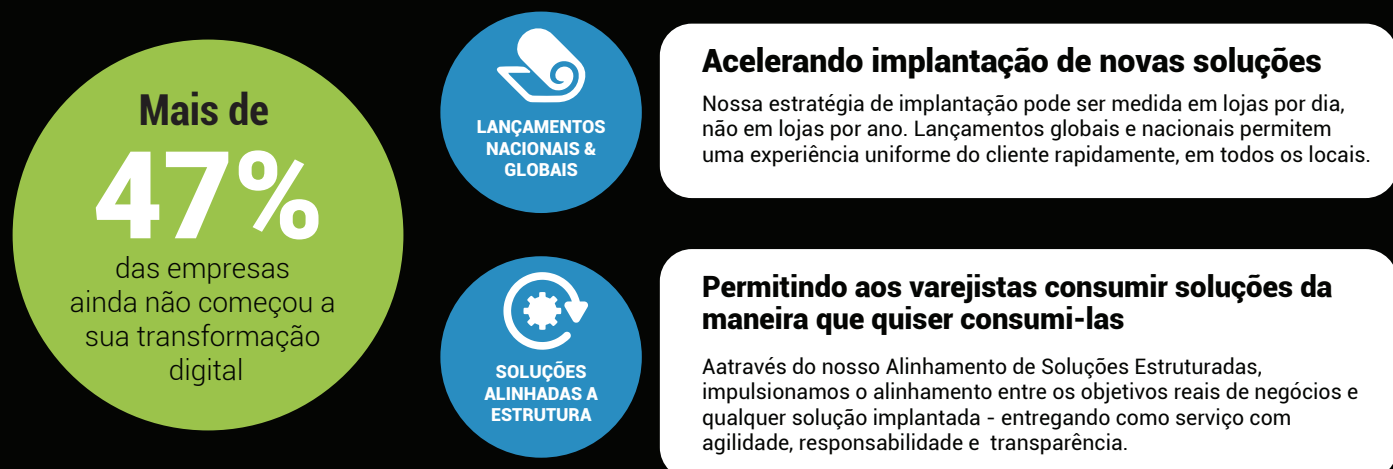 Mais de
47%
das empresas
ainda não começou a
sua transformação
digital
LANÇAMENTOS
NACIONAIS &
GLOBAIS
Acelerando implantação de novas soluções
Nossa estratégia de implantação pode ser medida em lojas por dia,
não em lojas por ano. Lançamentos globais e nacionais permitem
uma experiência uniforme do cliente rapidamente, em todos os locais.
SOLUÇÕES
ALINHADAS A
ESTRUTURA
Permitindo aos varejistas consumir soluções da
maneira que quiser consumi-las
Aatravés do nosso Alinhamento de Soluções Estruturadas,
impulsionamos o alinhamento entre os objetivos reais de negócios e
qualquer solução implantada - entregando como serviço com
agilidade, responsabilidade e transparência.